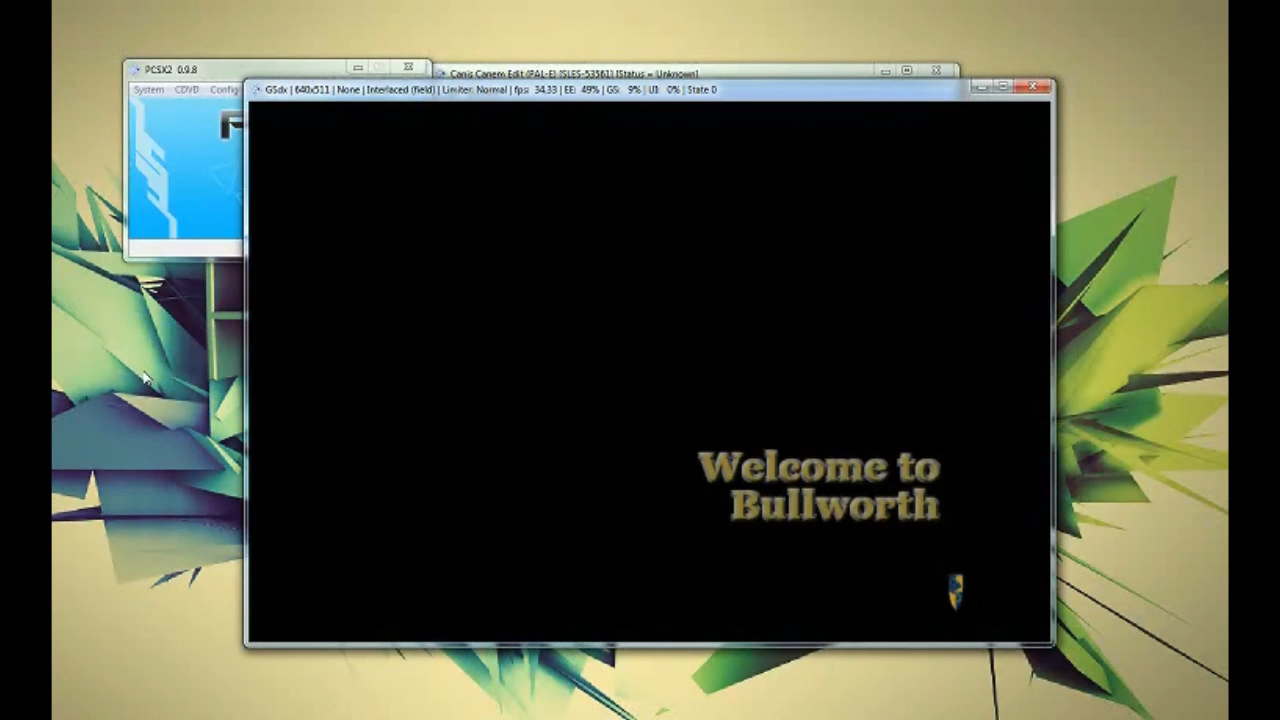 PCSX2 0.9.8
Canis Canem Edit (PAL-E) [SLES-53561] [Status = Unknown]
System CDVD Config
GSdx | 640x511 | None | Interlaced (field) | Limiter: Normal | fps: 34.33 | EE: 49% | GS: 9% | UI: 0% | State 0
Welcome to
Bullworth